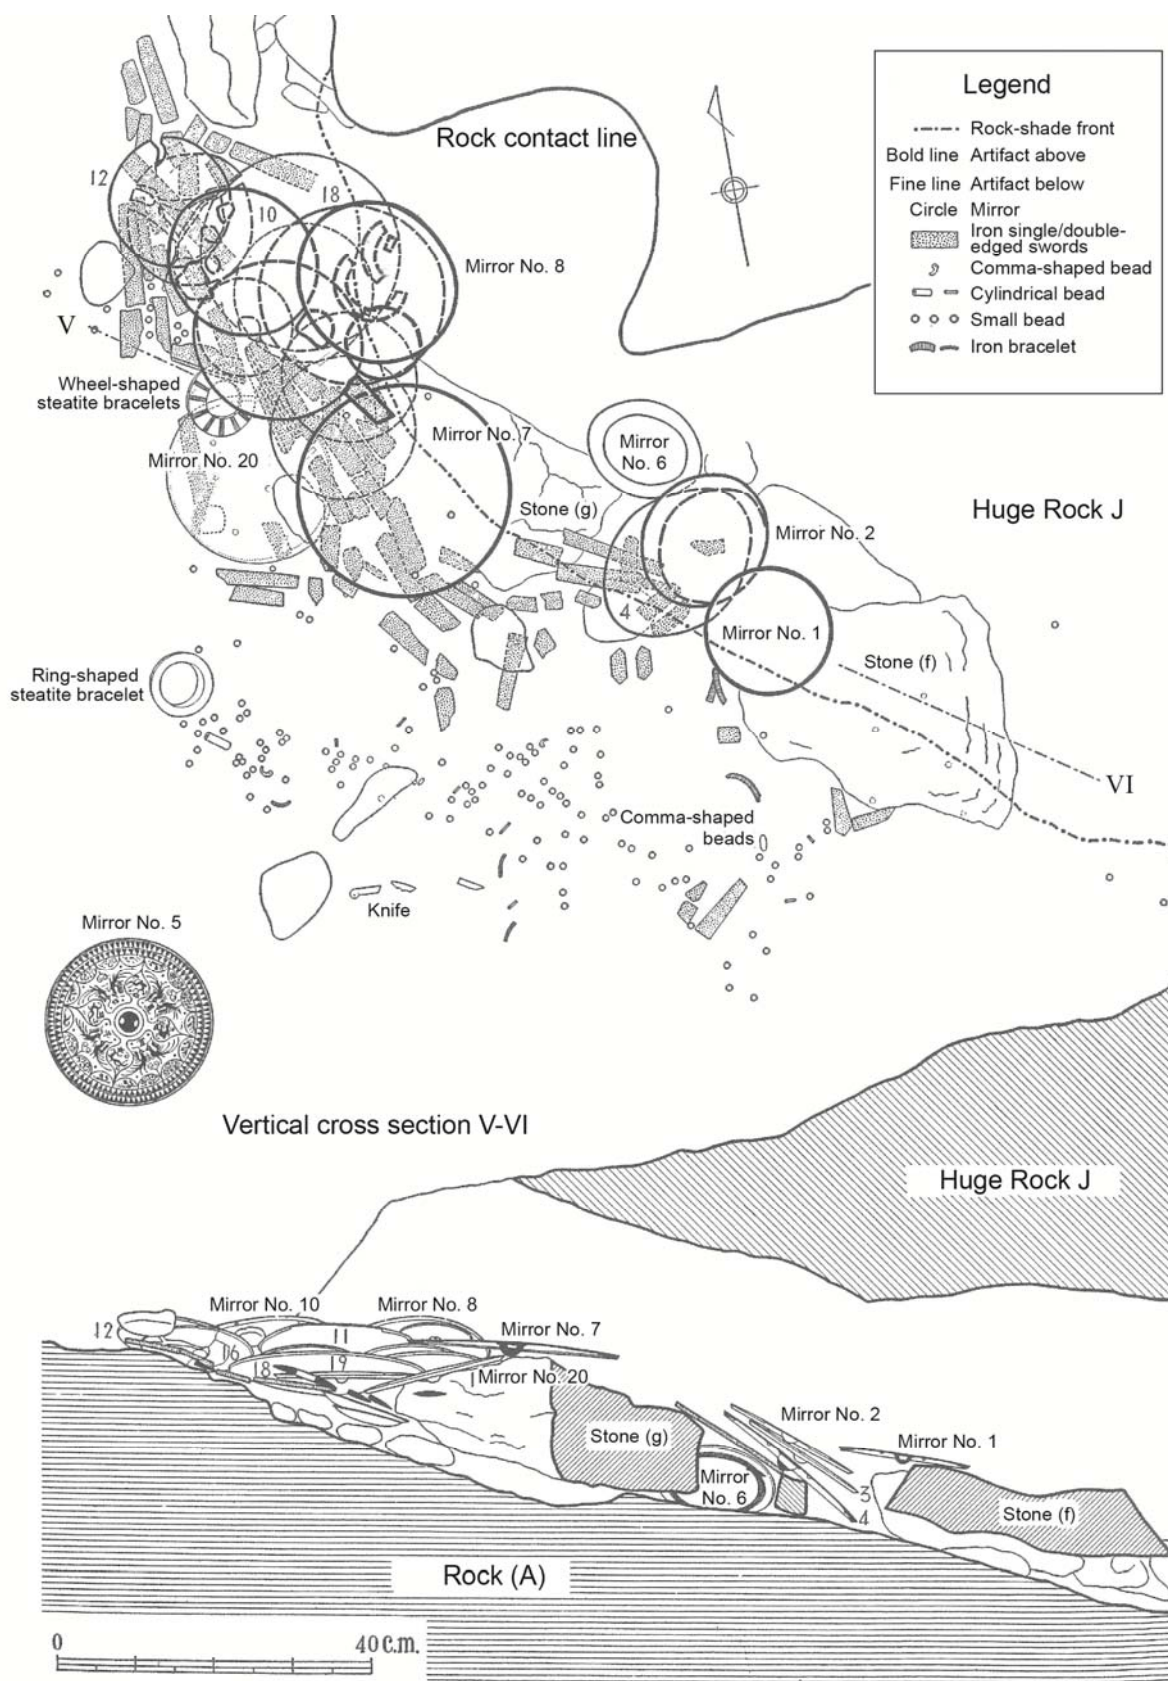 Rock contact line
Legend
Rock-shade front
Bold line Artifact above
Fine line Artifact below
Circle Mirror
Iron single/double-
edged swords
Comma-shaped bead
Cylindrical bead
Small bead
Iron bracelet
12
18
10
Mirror No. 8
V
Wheel-shaped
steatite bracelets
Mirror No. 7
Mirror No. 20
Mirror
No. 6
Stone (g)
Huge Rock J
Mirror No. 2
4
Mirror No. 1
Stone (f)
Ring-shaped
steatite bracelet
VI
Comma-shaped
beads
Knife
Mirror No. 5
Vertical cross section V-VI
Huge Rock J
Mirror No. 10
Mirror No. 8
12
11
Mirror No. 7
16
18
19
Mirror No. 20
Mirror No. 2
Stone (g)
Mirror No. 1
Mirror
No. 6
3
4
Stone (f)
Rock (A)
0 40 c.m.